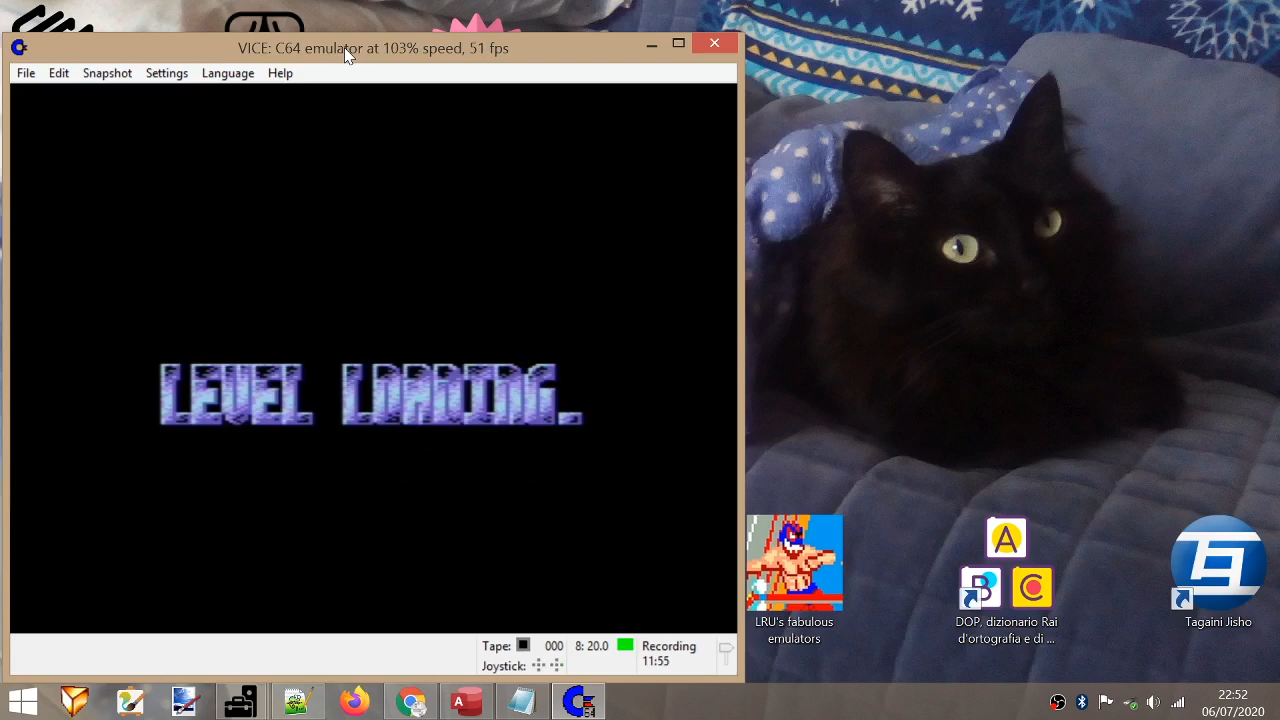 VICE: C64 emulator at 103% speed, 51 fps
File Edit Snapshot Settings Language Help
LEVEL LOADING.
Tape: 000 8: 20.0 Recording
Joystick: 11:55
LRU's fabulous
emulators
A
B C
DOP, dizionario Rai
d'ortografia e di ...
Tagaini Jisho
A
64
22:52
06/07/2020